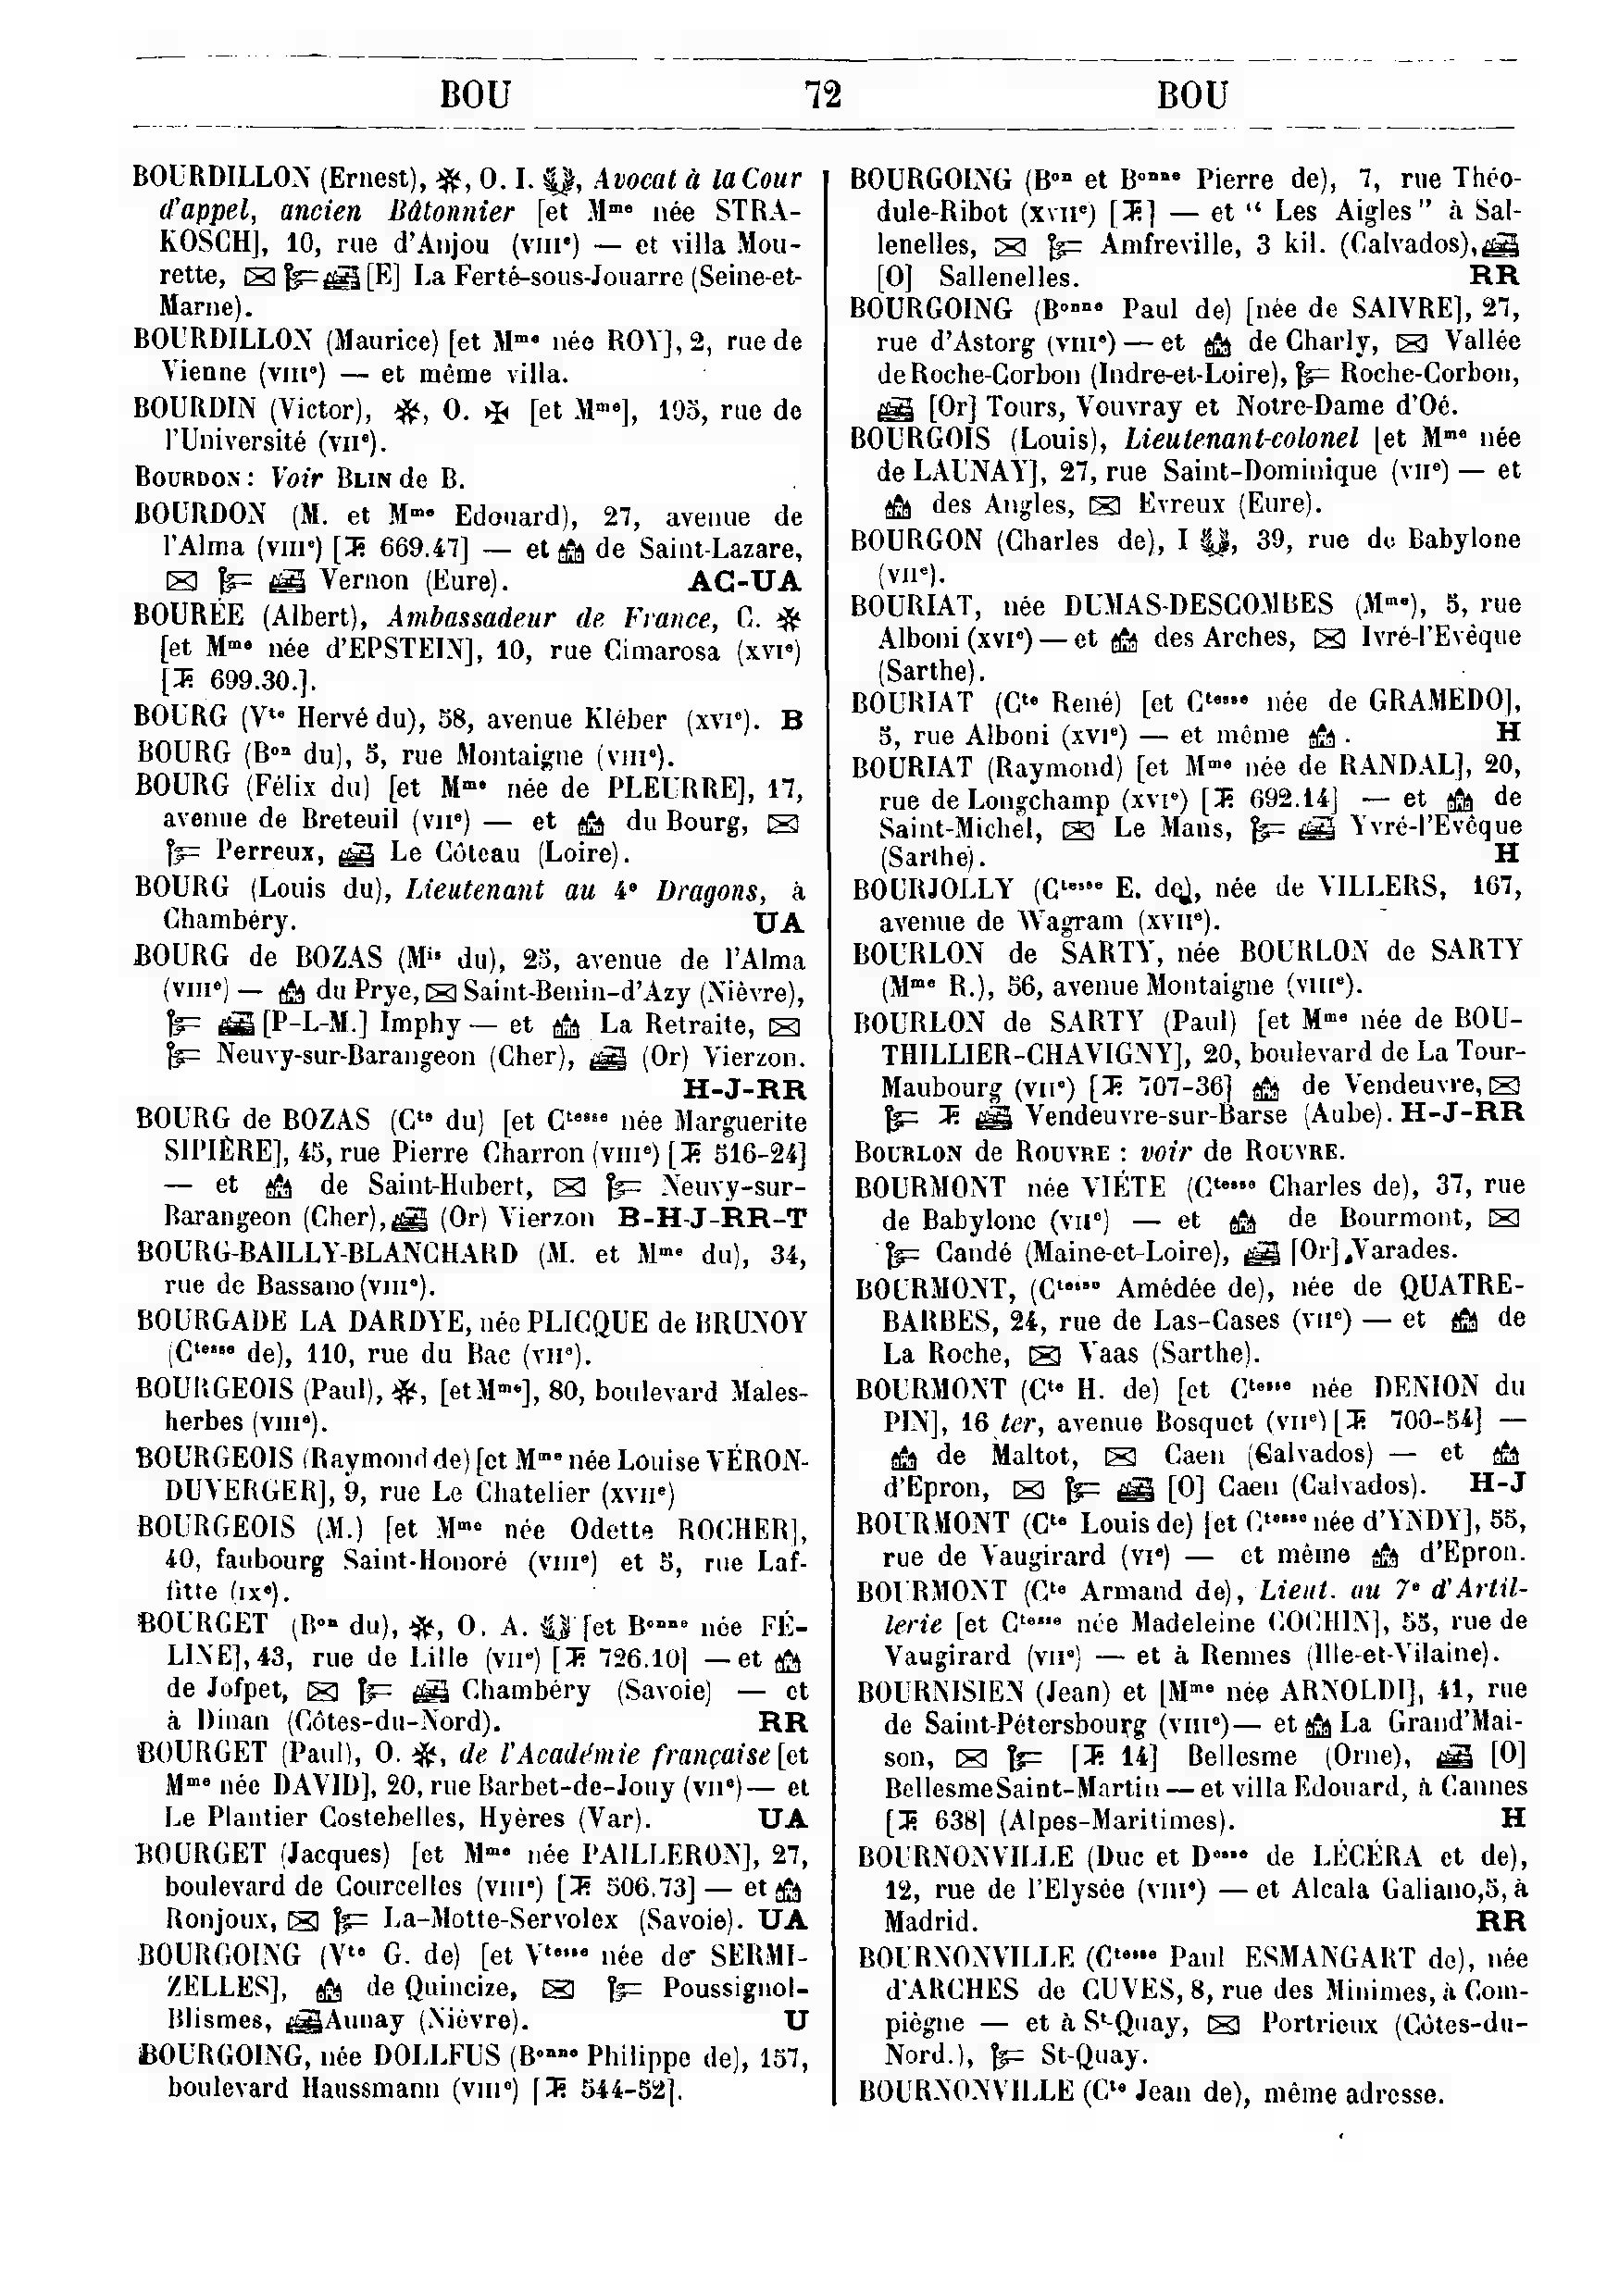 BOU 72 BOU
BOURDILLON (Ernest), O. I. Avocat à la Cour
d'appel, ancien Bâtonnier [et Mme née STRA-
KOSCH], 10, rue d'Anjou (VIIIe) — et villa Mou-
rette, [E] La Ferté-sous-Jouarre (Seine-et-
Marne).
BOURDILLON (Maurice) [et Mme née ROY], 2, rue de
Vienne (VIIIe) — et même villa.
BOURDIN (Victor), O. [et Mme], 195, rue de
l'Université (VIIe).
BOURDON : Voir BLIN de B.
BOURDON (M. et Mme Edouard), 27, avenue de
l'Alma (VIIIe) [T. 669.47] — et de Saint-Lazare,
Vernon (Eure). AC-UA
BOURÉE (Albert), Ambassadeur de France, C.
[et Mme née d'EPSTEIN], 10, rue Cimarosa (XVIe)
[T. 699.30.].
BOURG (Vte Hervé du), 58, avenue Kléber (XVIe). B
BOURG (Bon du), 5, rue Montaigne (VIIIe).
BOURG (Félix du) [et Mme née de PLEURRE], 17,
avenue de Breteuil (VIIe) — et du Bourg,
Perreux, Le Côteau (Loire).
BOURG (Louis du), Lieutenant au 4e Dragons, à
Chambéry. UA
BOURG de BOZAS (Mis du), 25, avenue de l'Alma
(VIIIe) — du Prye, Saint-Benin-d'Azy (Nièvre),
[P-L-M.] Imphy — et La Retraite,
Neuvy-sur-Barangeon (Cher), (Or) Vierzon.
H-J-RR
BOURG de BOZAS (Cte du) [et Ctesse née Marguerite
SIPIÈRE], 45, rue Pierre Charron (VIIIe) [T. 516-24]
— et de Saint-Hubert, Neuvy-sur-
Barangeon (Cher), (Or) Vierzon B-H-J-RR-T
BOURG-BAILLY-BLANCHARD (M. et Mme du), 34,
rue de Bassano (VIIIe).
BOURGADE LA DARDYE, née PLICQUE de BRUNOY
(Ctesse de), 110, rue du Bac (VIIe).
BOURGEOIS (Paul), [et Mme], 80, boulevard Males-
herbes (VIIIe).
BOURGEOIS (Raymond de) [et Mme née Louise VÉRON-
DUVERGER], 9, rue Le Chatelier (XVIIe)
BOURGEOIS (M.) [et Mme née Odette ROCHER],
40, faubourg Saint-Honoré (VIIIe) et 5, rue Laf-
fitte (IXe).
BOURGET (Bon du), O. A. [et Bonne née FÉ-
LINE], 43, rue de Lille (VIIe) [T. 726.10] — et
de Jofpet, Chambéry (Savoie) — et
à Dinan (Côtes-du-Nord). RR
BOURGET (Paul), O. de l'Académie française [et
Mme née DAVID], 20, rue Barbet-de-Jouy (VIIe) — et
Le Plantier Costebelles, Hyères (Var). UA
BOURGET (Jacques) [et Mme née PAILLERON], 27,
boulevard de Courcelles (VIIIe) [T. 506.73] — et
Ronjoux, La-Motte-Servolex (Savoie). UA
BOURGOING (Vte G. de) [et Vtesse née de SERMI-
ZELLES], de Quincize, Poussignol-
Blismes, Aunay (Nièvre). U
BOURGOING, née DOLLFUS (Bonne Philippe de), 157,
boulevard Haussmann (VIIIe) [T. 544-52].
BOURGOING (Bon et Bonne Pierre de), 7, rue Théo-
dule-Ribot (XVIIe) [T.] — et “ Les Aigles ” à Sal-
lenelles, Amfreville, 3 kil. (Calvados),
[O] Sallenelles. RR
BOURGOING (Bonne Paul de) [née de SAIVRE], 27,
rue d'Astorg (VIIIe) — et de Charly, Vallée
de Roche-Corbon (Indre-et-Loire), Roche-Corbon,
[Or] Tours, Vouvray et Notre-Dame d'Oé.
BOURGOIS (Louis), Lieutenant-colonel [et Mme née
de LAUNAY], 27, rue Saint-Dominique (VIIe) — et
des Angles, Evreux (Eure).
BOURGON (Charles de), I 39, rue de Babylone
(VIIe).
BOURIAT, née DUMAS-DESCOMBES (Mme), 5, rue
Alboni (XVIe) — et des Arches, Ivré-l'Evêque
(Sarthe).
BOURIAT (Cte René) [et Ctesse née de GRAMEDO],
5, rue Alboni (XVIe) — et même . H
BOURIAT (Raymond) [et Mme née de RANDAL], 20,
rue de Longchamp (XVIe) [T. 692.14] — et de
Saint-Michel, Le Mans, Yvré-l'Evêque
(Sarthe). H
BOURJOLLY (Ctesse E. de), née de VILLERS, 167,
avenue de Wagram (XVIIe).
BOURLON de SARTY, née BOURLON de SARTY
(Mme R.), 56, avenue Montaigne (VIIIe).
BOURLON de SARTY (Paul) [et Mme née de BOU-
THILLIER-CHAVIGNY], 20, boulevard de La Tour-
Maubourg (VIIe) [T. 707-36] de Vendeuvre,
T. Vendeuvre-sur-Barse (Aube). H-J-RR
BOURLON de ROUVRE : voir de ROUVRE.
BOURMONT née VIÉTE (Ctesse Charles de), 37, rue
de Babylone (VIIe) — et de Bourmont,
Candé (Maine-et-Loire), [Or] Varades.
BOURMONT, (Ctesse Amédée de), née de QUATRE-
BARBES, 24, rue de Las-Cases (VIIe) — et de
La Roche, Vaas (Sarthe).
BOURMONT (Cte H. de) [et Ctesse née DENION du
PIN], 16 ter, avenue Bosquet (VIIe) [T. 700-54] —
de Maltot, Caen (Calvados) — et
d'Epron, [O] Caen (Calvados). H-J
BOURMONT (Cte Louis de) [et Ctesse née d'YNDY], 55,
rue de Vaugirard (VIe) — et même d'Epron.
BOURMONT (Cte Armand de), Lieut. au 7e d'Artil-
lerie [et Ctesse née Madeleine COCHIN], 55, rue de
Vaugirard (VIIe) — et à Rennes (Ille-et-Vilaine).
BOURNISIEN (Jean) et [Mme née ARNOLDI], 41, rue
de Saint-Pétersbourg (VIIIe) — et La Grand'Mai-
son, [T. 14] Bellesme (Orne), [O]
Bellesme Saint-Martin — et villa Edouard, à Cannes
[T. 638] (Alpes-Maritimes). H
BOURNONVILLE (Duc et Desse de LÉCÉRA et de),
12, rue de l'Elysée (VIIIe) — et Alcala Galiano, 5, à
Madrid. RR
BOURNONVILLE (Ctesse Paul ESMANGART de), née
d'ARCHES de CUVES, 8, rue des Minimes, à Com-
piègne — et à St-Quay, Portrieux (Côtes-du-
Nord.), St-Quay.
BOURNONVILLE (Cte Jean de), même adresse.